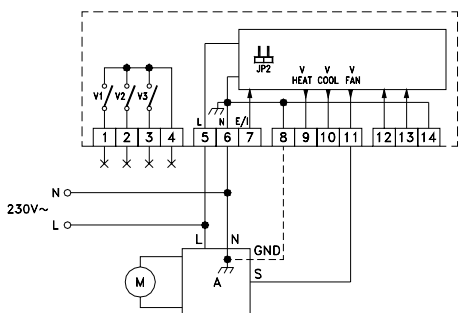 JP2
V V V
HEAT COOL FAN
V1 V2 V3
L N E/I
1 2 3 4 5 6 7 8 9 10 11 12 13 14
N
230V~
L
L N
GND
M
A
S